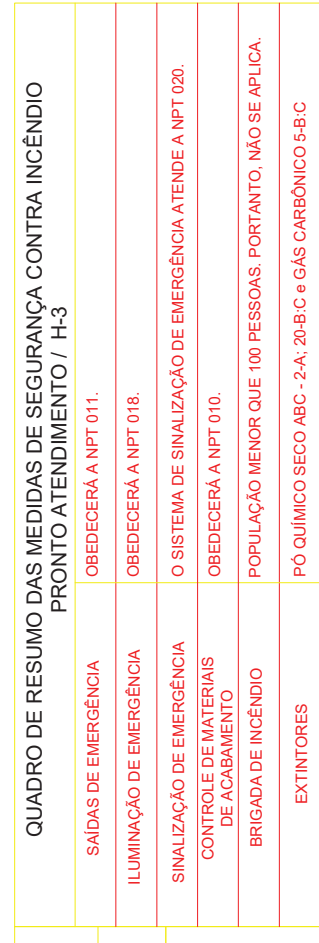 QUADRO DE RESUMO DAS MEDIDAS DE SEGURANÇA CONTRA INCÊNDIO
PRONTO ATENDIMENTO / H-3
SAÍDAS DE EMERGÊNCIA
OBEDECERÁ A NPT 011.
ILUMINAÇÃO DE EMERGÊNCIA
OBEDECERÁ A NPT 018.
SINALIZAÇÃO DE EMERGÊNCIA
O SISTEMA DE SINALIZAÇÃO DE EMERGÊNCIA ATENDE A NPT 020.
CONTROLE DE MATERIAIS
DE ACABAMENTO
OBEDECERÁ A NPT 010.
BRIGADA DE INCÊNDIO
POPULAÇÃO MENOR QUE 100 PESSOAS. PORTANTO, NÃO SE APLICA.
EXTINTORES
PÓ QUÍMICO SECO ABC - 2-A; 20-B:C e GÁS CARBÔNICO 5-B:C